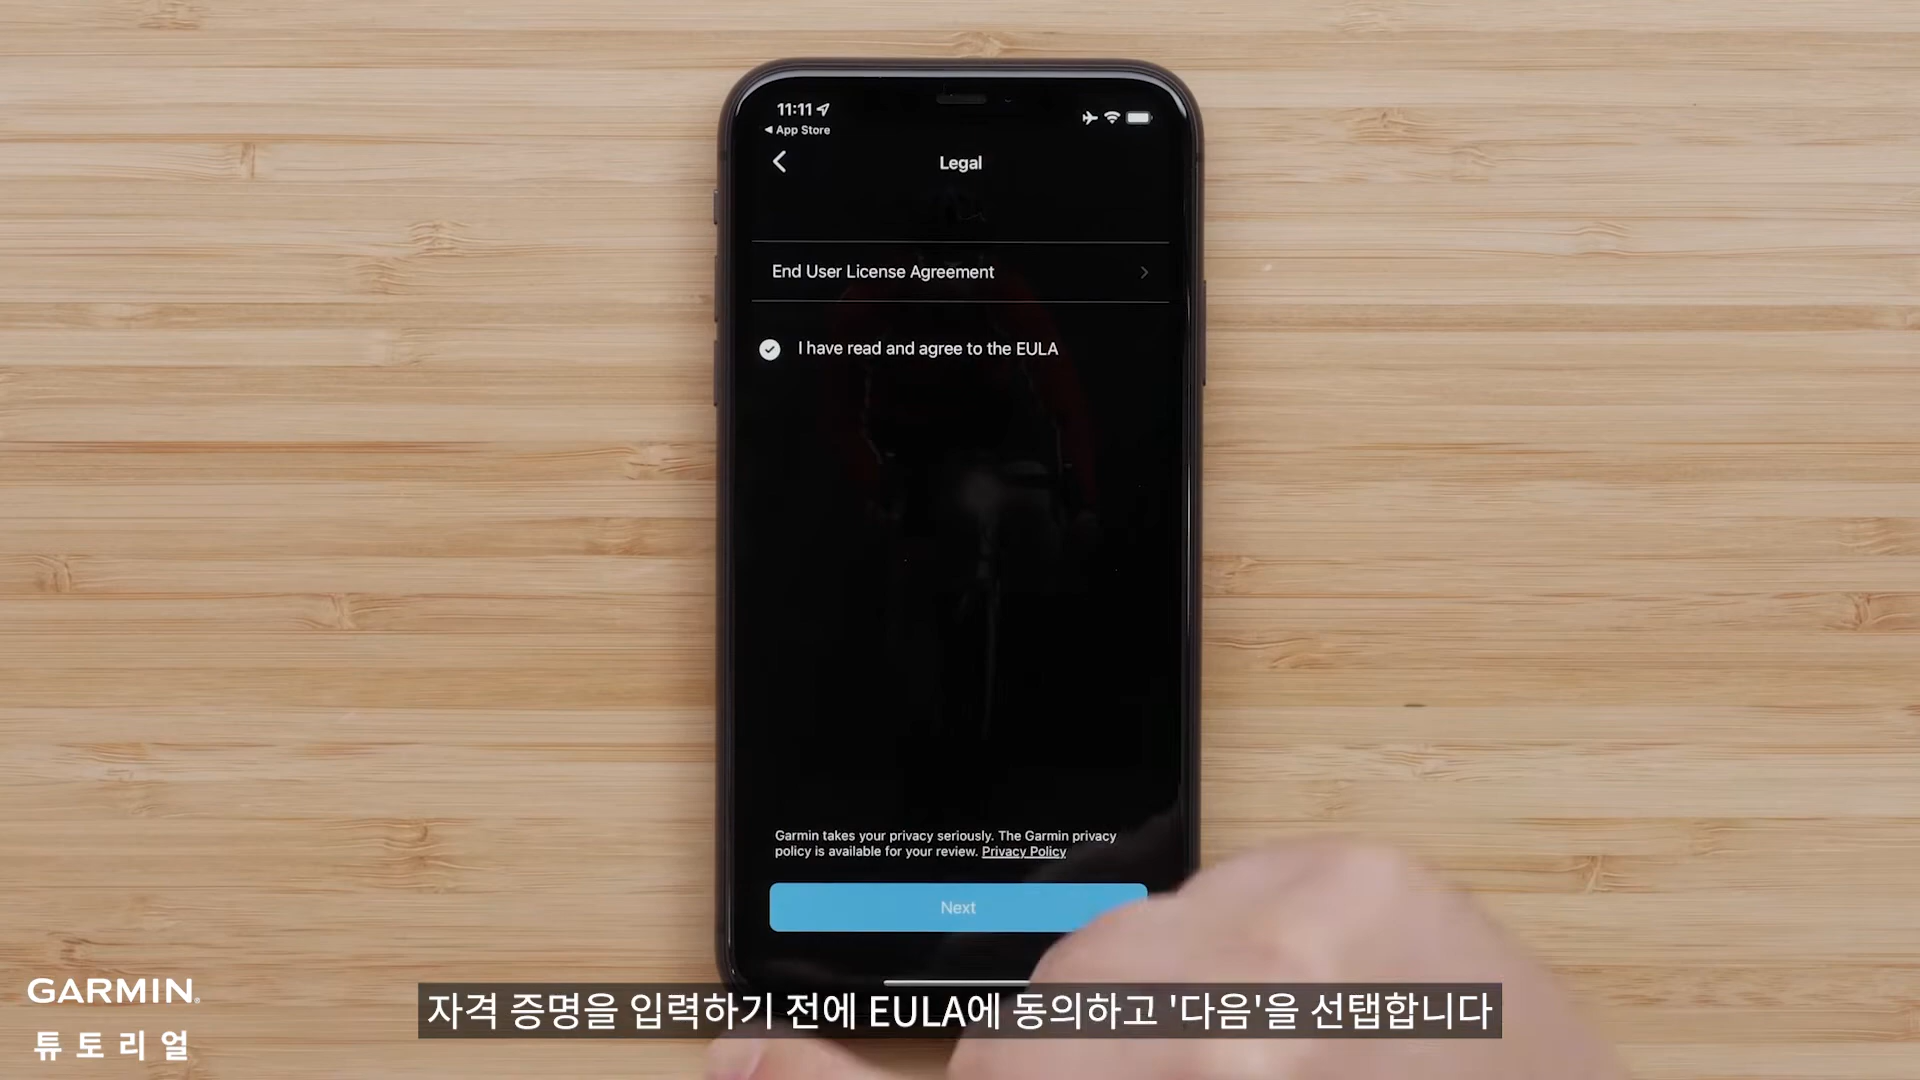 11:11
App Store
Legal
End User License Agreement
I have read and agree to the EULA
Garmin takes your privacy seriously. The Garmin privacy
policy is available for your review. Privacy Policy
Next
자격 증명을 입력하기 전에 EULA에 동의하고 '다음'을 선택합니다
GARMIN
튜토리얼